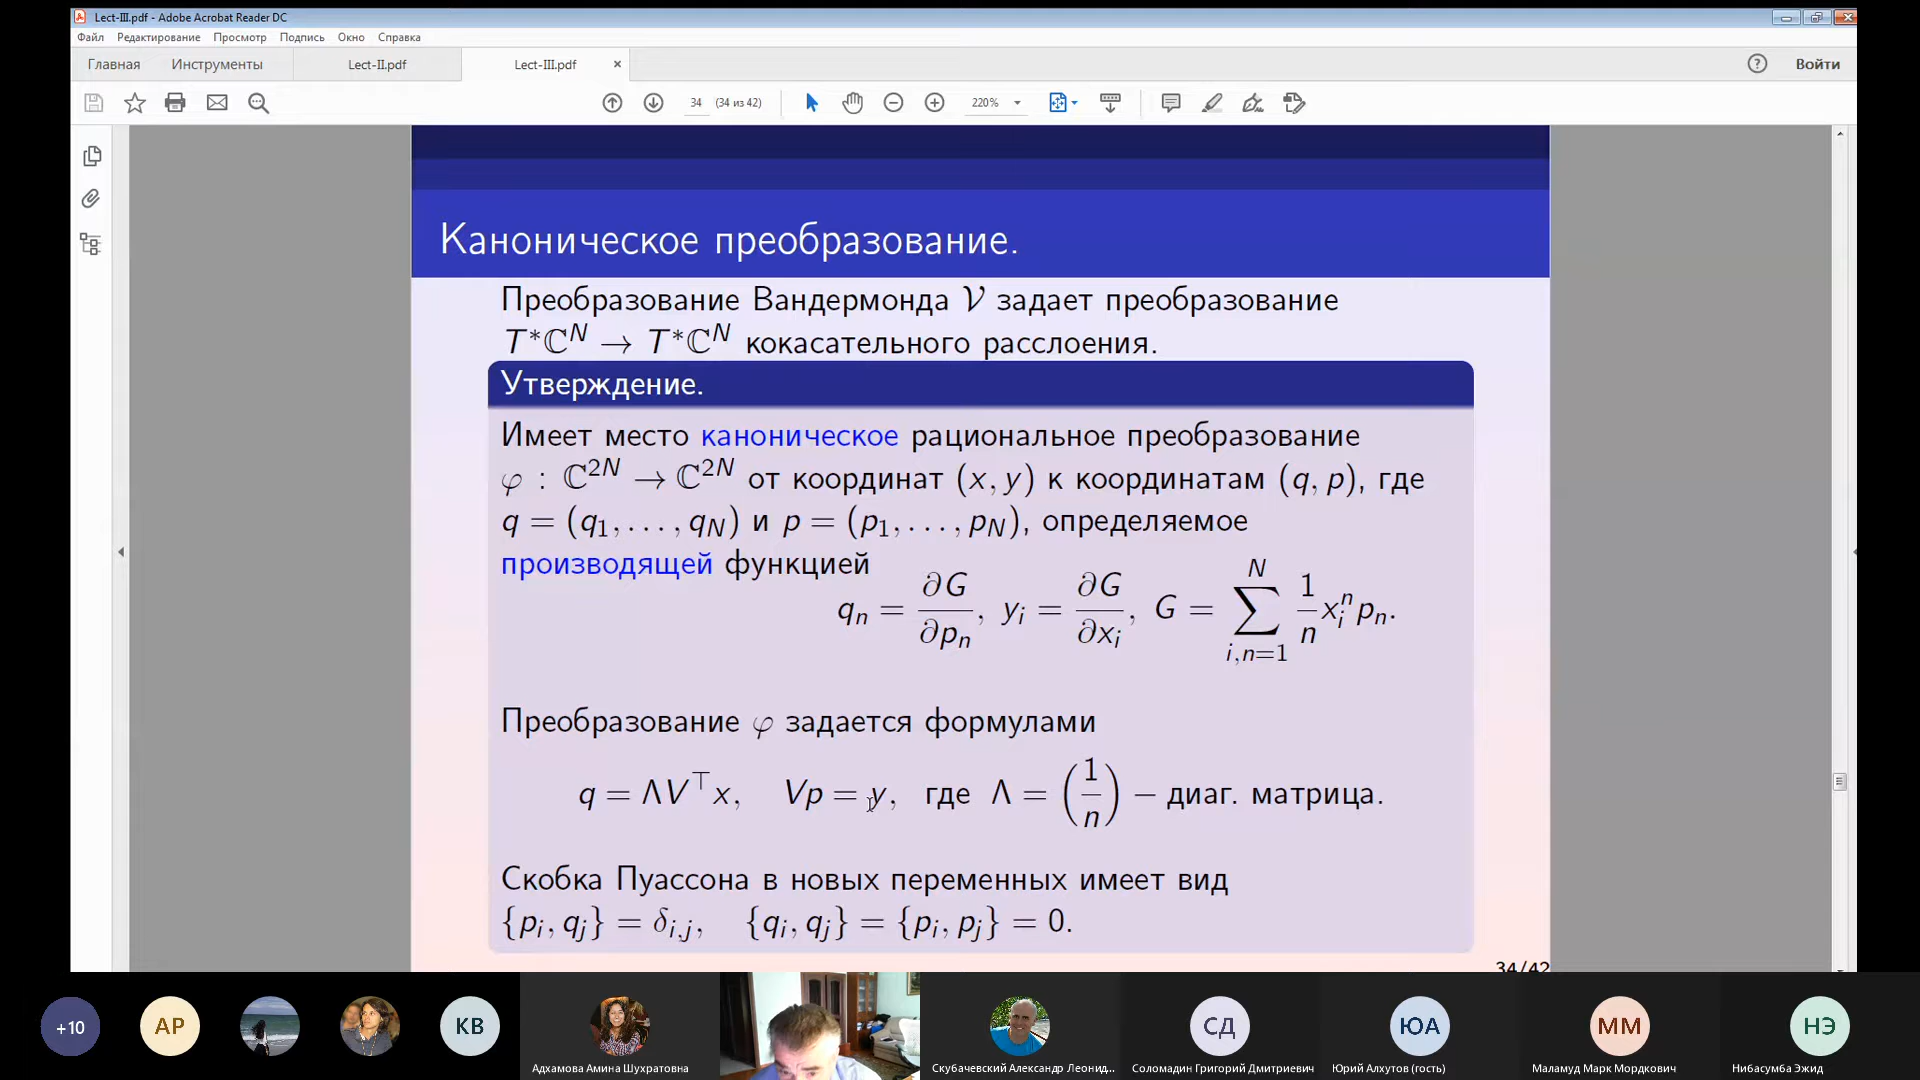 Lect-III.pdf - Adobe Acrobat Reader DC
Файл Редактирование Просмотр Подпись Окно Справка
Главная Инструменты Lect-II.pdf Lect-III.pdf × ? Войти
34 (34 из 42) 220%
Каноническое преобразование.
Преобразование Вандермонда 𝒱 задает преобразование
T*ℂ^N → T*ℂ^N кокасательного расслоения.
Утверждение.
Имеет место каноническое рациональное преобразование
φ : ℂ^{2N} → ℂ^{2N} от координат (x, y) к координатам (q, p), где
q = (q_1, . . . , q_N) и p = (p_1, . . . , p_N), определяемое
производящей функцией
q_n = ∂G/∂p_n, y_i = ∂G/∂x_i, G = ∑_{i,n=1}^{N} 1/n x_i^n p_n.
Преобразование φ задается формулами
q = ΛV^⊤x, Vp = y, где Λ = (1/n) − диаг. матрица.
Скобка Пуассона в новых переменных имеет вид
{p_i, q_j} = δ_{i,j}, {q_i, q_j} = {p_i, p_j} = 0.
34/42
+10 AP КВ СД ЮА ММ НЭ
Адхамова Амина Шухратовна Скубачевский Александр Леонид... Соломадин Григорий Дмитриевич Юрий Алхутов (гость) Маламуд Марк Мордкович Нибасумба Эжид